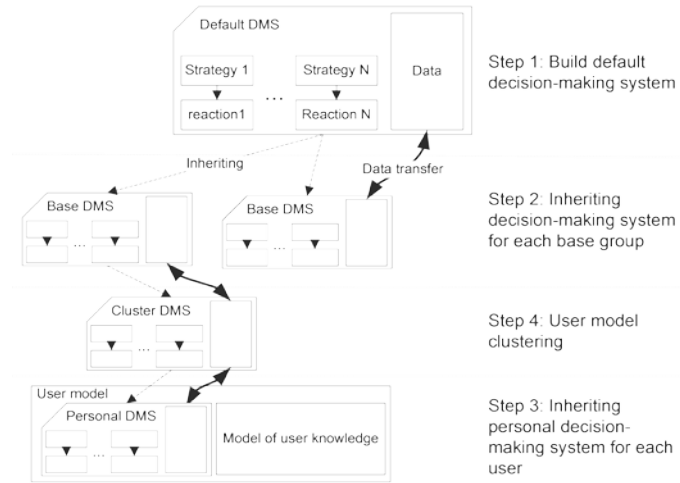 Default DMS
Strategy 1
Strategy N
Data
reaction1
...
Reaction N
Step 1: Build default
decision-making system
Inheriting
Data transfer
Base DMS
...
Base DMS
...
Step 2: Inheriting
decision-making system
for each base group
Cluster DMS
...
Step 4: User model
clustering
User model
Personal DMS
...
Model of user knowledge
Step 3: Inheriting
personal decision-
making system for each
user